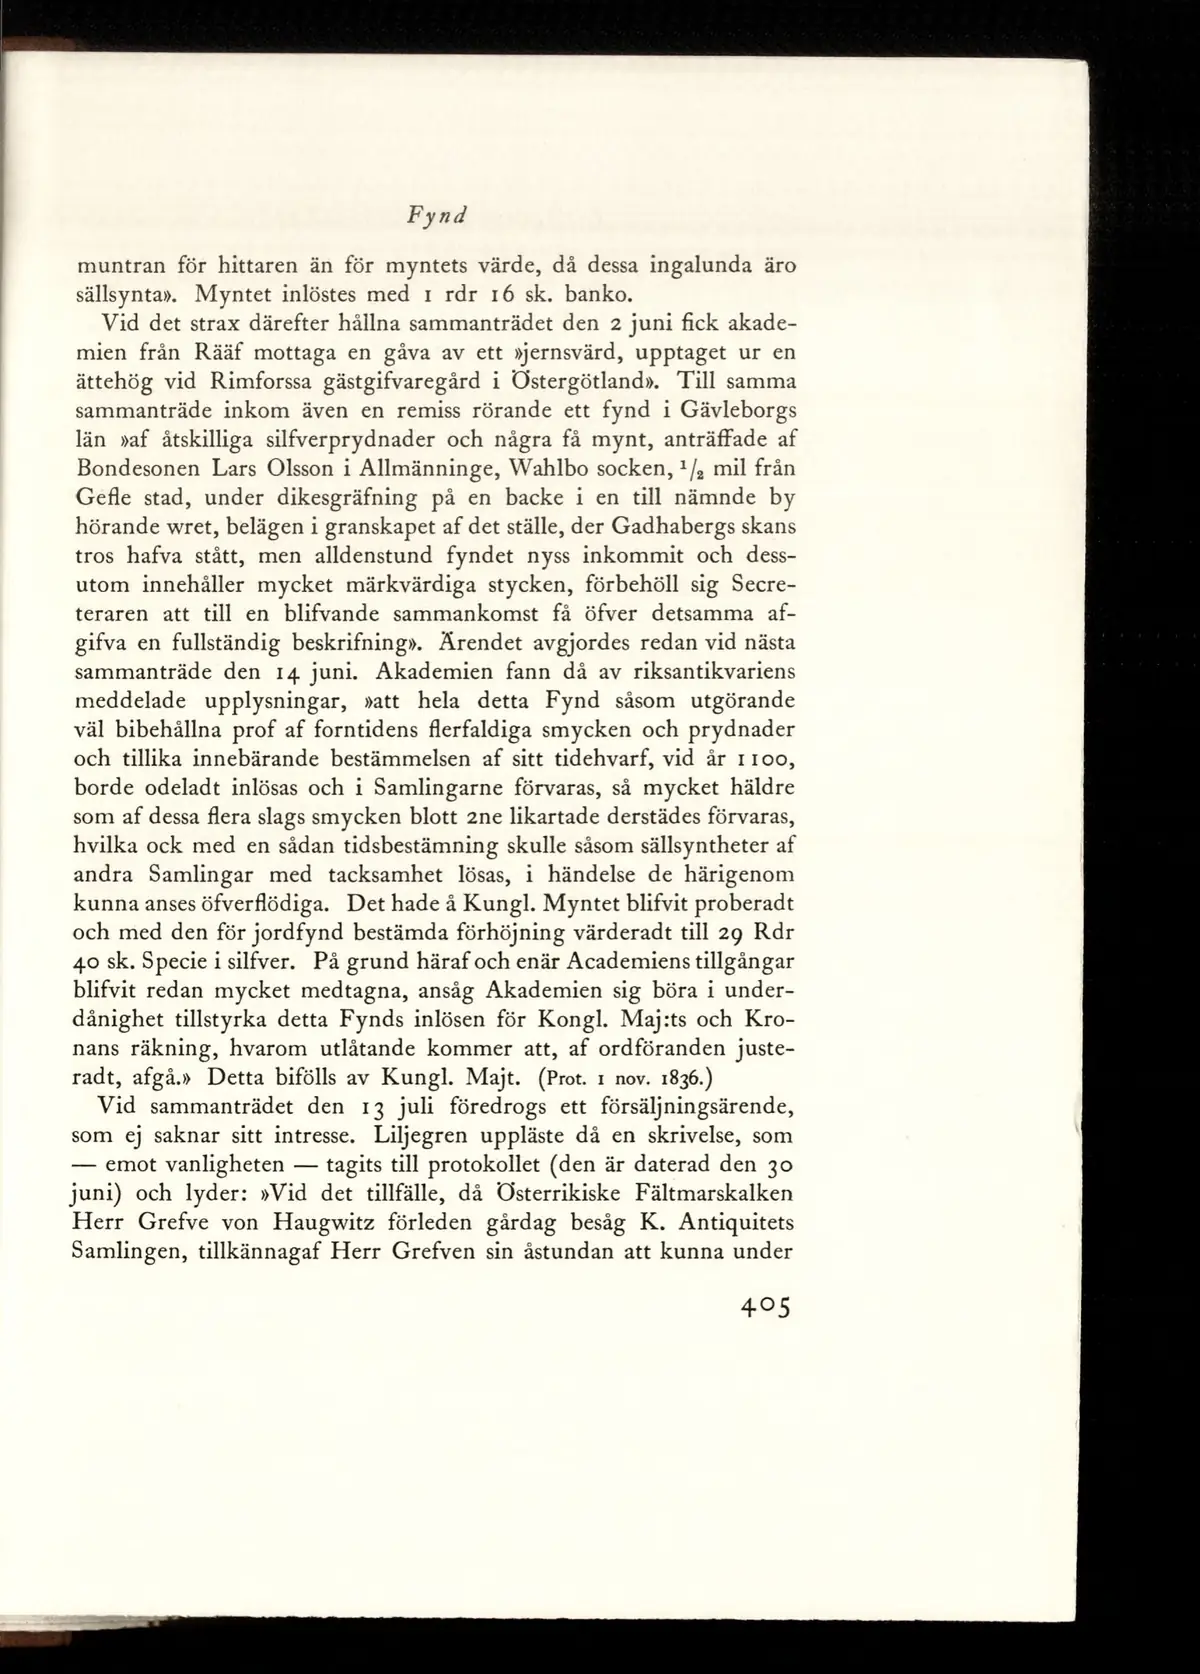 Fynd
muntran för hittaren än för myntets värde, då dessa ingalunda äro
sällsynta». Myntet inlöstes med 1 rdr 16 sk. banko.
Vid det strax därefter hållna sammanträdet den 2 juni fick akade-
mien från Rääf mottaga en gåva av ett »jernsvärd, upptaget ur en
ättehög vid Rimforssa gästgifvaregård i Östergötland». Till samma
sammanträde inkom även en remiss rörande ett fynd i Gävleborgs
län »af åtskilliga silfverprydnader och några få mynt, anträffade af
Bondesonen Lars Olsson i Allmänninge, Wahlbo socken, 1/2 mil från
Gefle stad, under dikesgräfning på en backe i en till nämnde by
hörande wret, belägen i granskapet af det ställe, der Gadhabergs skans
tros hafva stått, men alldenstund fyndet nyss inkommit och dess-
utom innehåller mycket märkvärdiga stycken, förbehöll sig Secre-
teraren att till en blifvande sammankomst få öfver detsamma af-
gifva en fullständig beskrifning». Ärendet avgjordes redan vid nästa
sammanträde den 14 juni. Akademien fann då av riksantikvariens
meddelade upplysningar, »att hela detta Fynd såsom utgörande
väl bibehållna prof af forntidens flerfaldiga smycken och prydnader
och tillika innebärande bestämmelsen af sitt tidehvarf, vid år 1100,
borde odeladt inlösas och i Samlingarne förvaras, så mycket häldre
som af dessa flera slags smycken blott 2ne likartade derstädes förvaras,
hvilka ock med en sådan tidsbestämning skulle såsom sällsyntheter af
andra Samlingar med tacksamhet lösas, i händelse de härigenom
kunna anses öfverflödiga. Det hade å Kungl. Myntet blifvit proberadt
och med den för jordfynd bestämda förhöjning värderadt till 29 Rdr
40 sk. Specie i silfver. På grund häraf och enär Academiens tillgångar
blifvit redan mycket medtagna, ansåg Akademien sig böra i under-
dånighet tillstyrka detta Fynds inlösen för Kongl. Maj:ts och Kro-
nans räkning, hvarom utlåtande kommer att, af ordföranden juste-
radt, afgå.» Detta bifölls av Kungl. Majt. (Prot. 1 nov. 1836.)
Vid sammanträdet den 13 juli föredrogs ett försäljningsärende,
som ej saknar sitt intresse. Liljegren uppläste då en skrivelse, som
— emot vanligheten — tagits till protokollet (den är daterad den 30
juni) och lyder: »Vid det tillfälle, då Österrikiske Fältmarskalken
Herr Grefve von Haugwitz förleden gårdag besåg K. Antiquitets
Samlingen, tillkännagaf Herr Grefven sin åstundan att kunna under
405